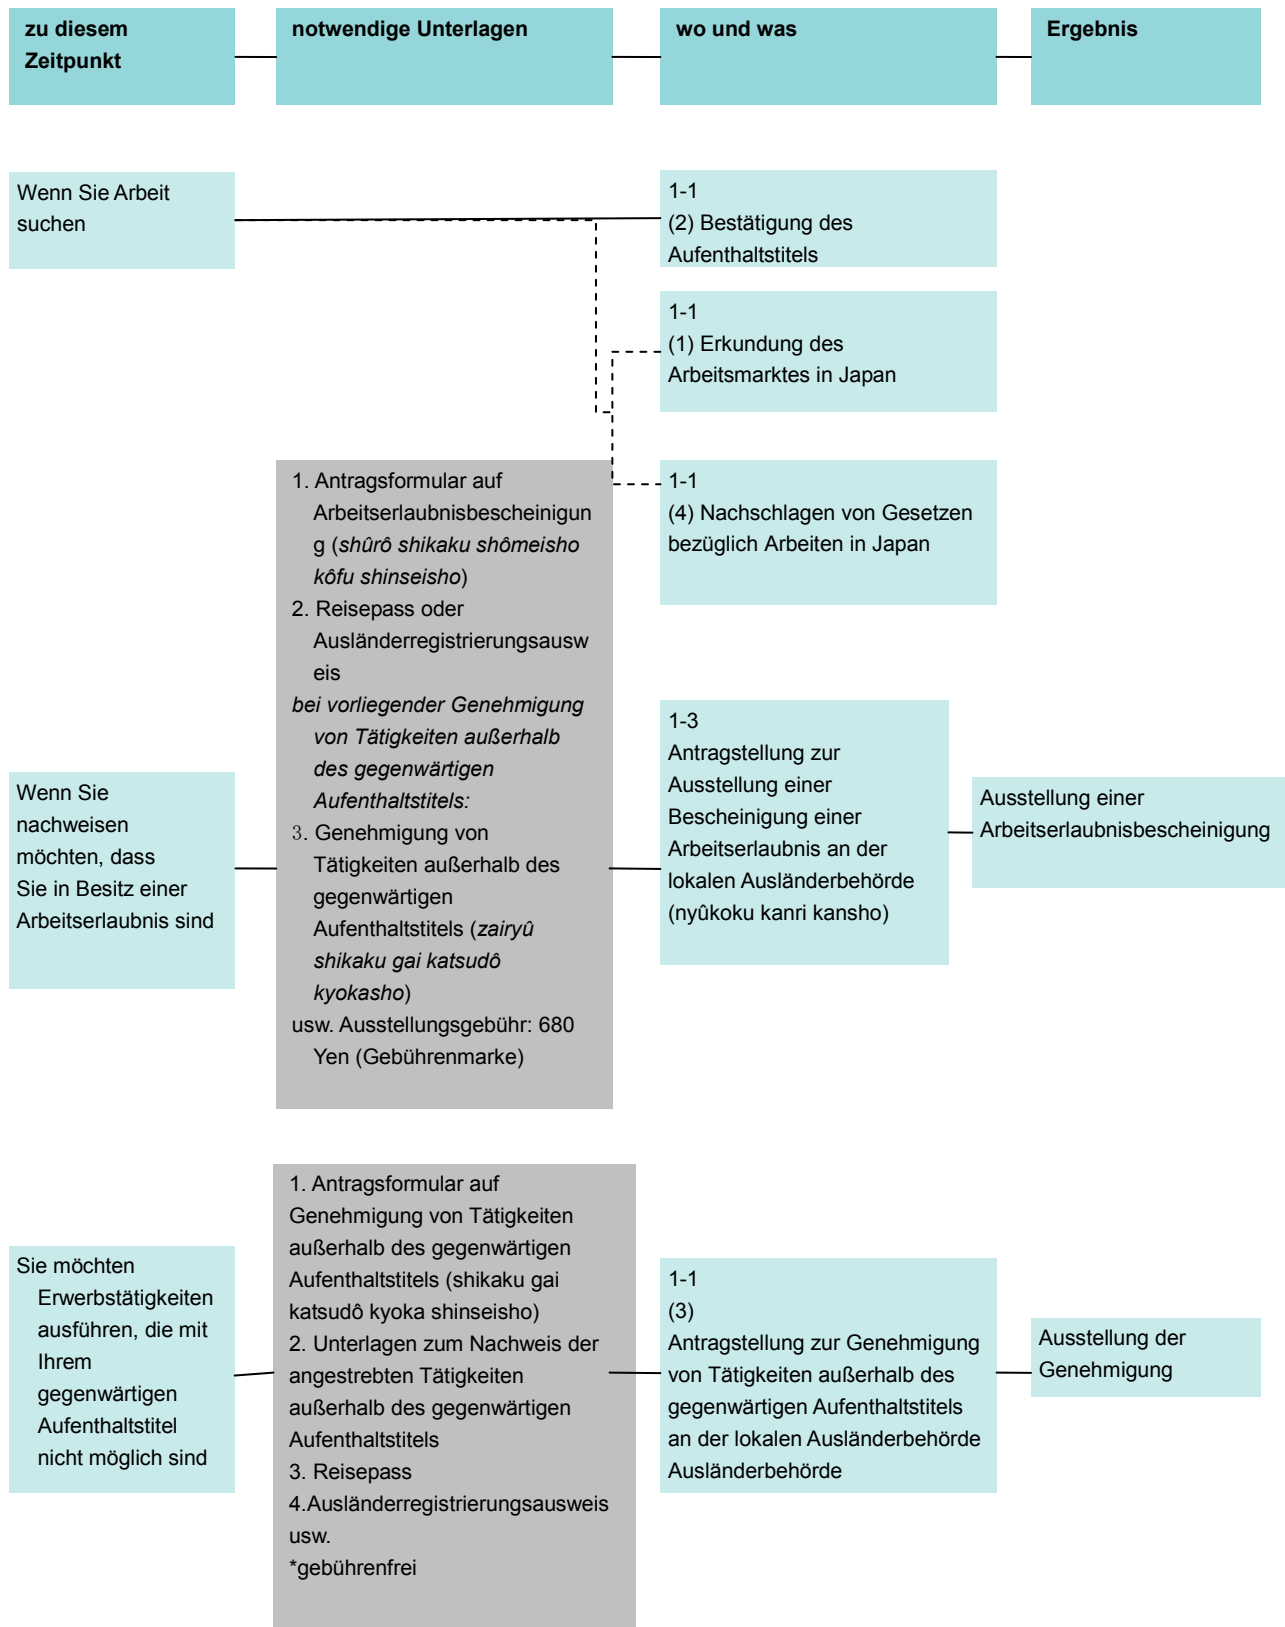 zu diesem
Zeitpunkt
notwendige Unterlagen
wo und was
Ergebnis
Wenn Sie Arbeit
suchen
1-1
(2) Bestätigung des
Aufenthaltstitels
1-1
(1) Erkundung des
Arbeitsmarktes in Japan
1-1
(4) Nachschlagen von Gesetzen
bezüglich Arbeiten in Japan
Wenn Sie
nachweisen
möchten, dass
Sie in Besitz einer
Arbeitserlaubnis sind
1. Antragsformular auf
Arbeitserlaubnisbescheinigun
g (shûrô shikaku shômeisho
kôfu shinseisho)
2. Reisepass oder
Ausländerregistrierungsausw
eis
bei vorliegender Genehmigung
von Tätigkeiten außerhalb
des gegenwärtigen
Aufenthaltstitels:
3. Genehmigung von
Tätigkeiten außerhalb des
gegenwärtigen
Aufenthaltstitels (zairyû
shikaku gai katsudô
kyokasho)
usw. Ausstellungsgebühr: 680
Yen (Gebührenmarke)
1-3
Antragstellung zur
Ausstellung einer
Bescheinigung einer
Arbeitserlaubnis an der
lokalen Ausländerbehörde
(nyûkoku kanri kansho)
Ausstellung einer
Arbeitserlaubnisbescheinigung
Sie möchten
Erwerbstätigkeiten
ausführen, die mit
Ihrem
gegenwärtigen
Aufenthaltstitel
nicht möglich sind
1. Antragsformular auf
Genehmigung von Tätigkeiten
außerhalb des gegenwärtigen
Aufenthaltstitels (shikaku gai
katsudô kyoka shinseisho)
2. Unterlagen zum Nachweis der
angestrebten Tätigkeiten
außerhalb des gegenwärtigen
Aufenthaltstitels
3. Reisepass
4.Ausländerregistrierungsausweis
usw.
*gebührenfrei
1-1
(3)
Antragstellung zur Genehmigung
von Tätigkeiten außerhalb des
gegenwärtigen Aufenthaltstitels
an der lokalen Ausländerbehörde
Ausländerbehörde
Ausstellung der
Genehmigung